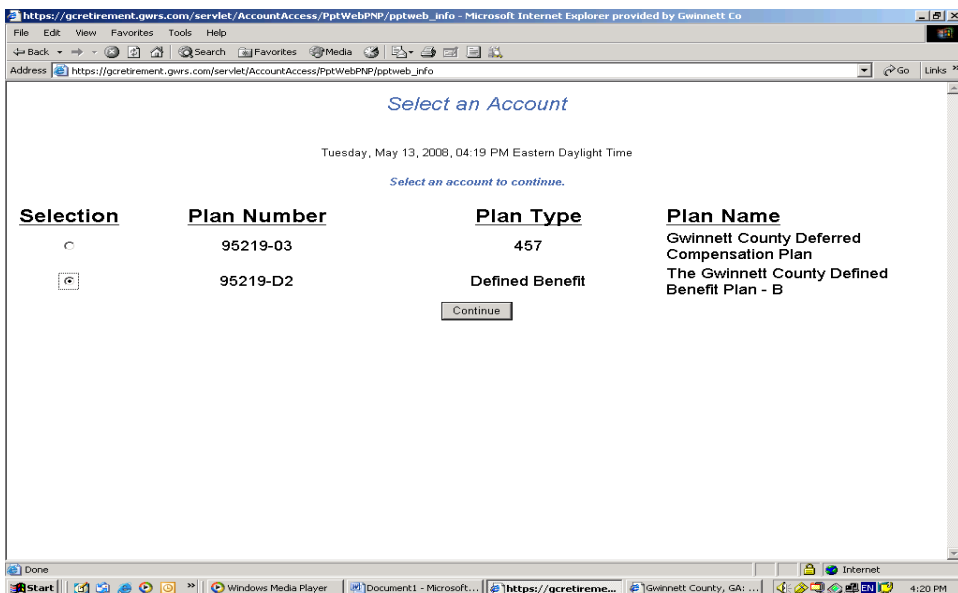 https://gcretirement.gwrs.com/servlet/AccountAccess/PptWebPNP/pptweb_info - Microsoft Internet Explorer provided by Gwinnett Co
File Edit View Favorites Tools Help
Back Search Favorites Media
Address https://gcretirement.gwrs.com/servlet/AccountAccess/PptWebPNP/pptweb_info Go Links »
Select an Account
Tuesday, May 13, 2008, 04:19 PM Eastern Daylight Time
Select an account to continue.
Selection Plan Number Plan Type Plan Name
95219-03 457 Gwinnett County Deferred
Compensation Plan
95219-D2 Defined Benefit The Gwinnett County Defined
Benefit Plan - B
Continue
Done Internet
Start » Windows Media Player Document1 - Microsoft... https://gcretireme... Gwinnett County, GA: ... EN 4:20 PM